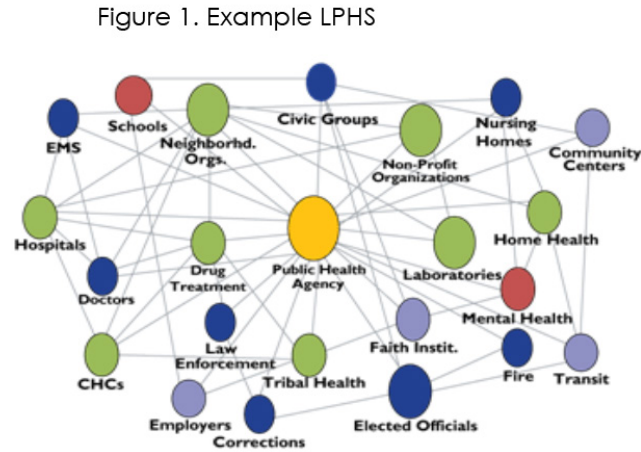 Figure 1. Example LPHS
Civic Groups
Schools
EMS
Neighborhd.
Orgs.
Nursing
Homes
Non-Profit
Organizations
Community
Centers
Hospitals
Home Health
Drug
Treatment
Public Health
Agency
Laboratories
Doctors
Mental Health
Law
Enforcement
Faith Instit.
CHCs
Tribal Health
Fire
Transit
Employers
Corrections
Elected Officials